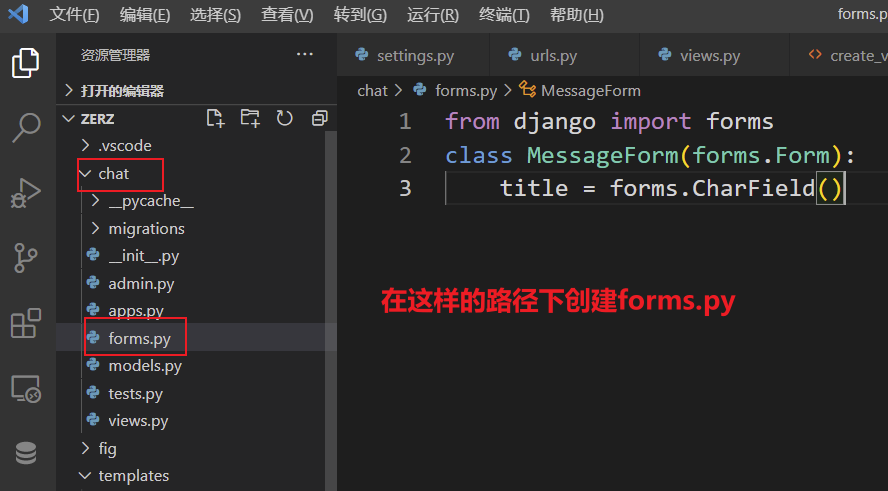 文件(F) 编辑(E) 选择(S) 查看(V) 转到(G) 运行(R) 终端(T) 帮助(H) forms.p
资源管理器 ···
settings.py urls.py views.py create_v
打开的编辑器
chat > forms.py > MessageForm
ZERZ
.vscode
chat
__pycache__
migrations
__init__.py
admin.py
apps.py
forms.py
models.py
tests.py
views.py
fig
templates
1 from django import forms
2 class MessageForm(forms.Form):
3 title = forms.CharField()
在这样的路径下创建forms.py